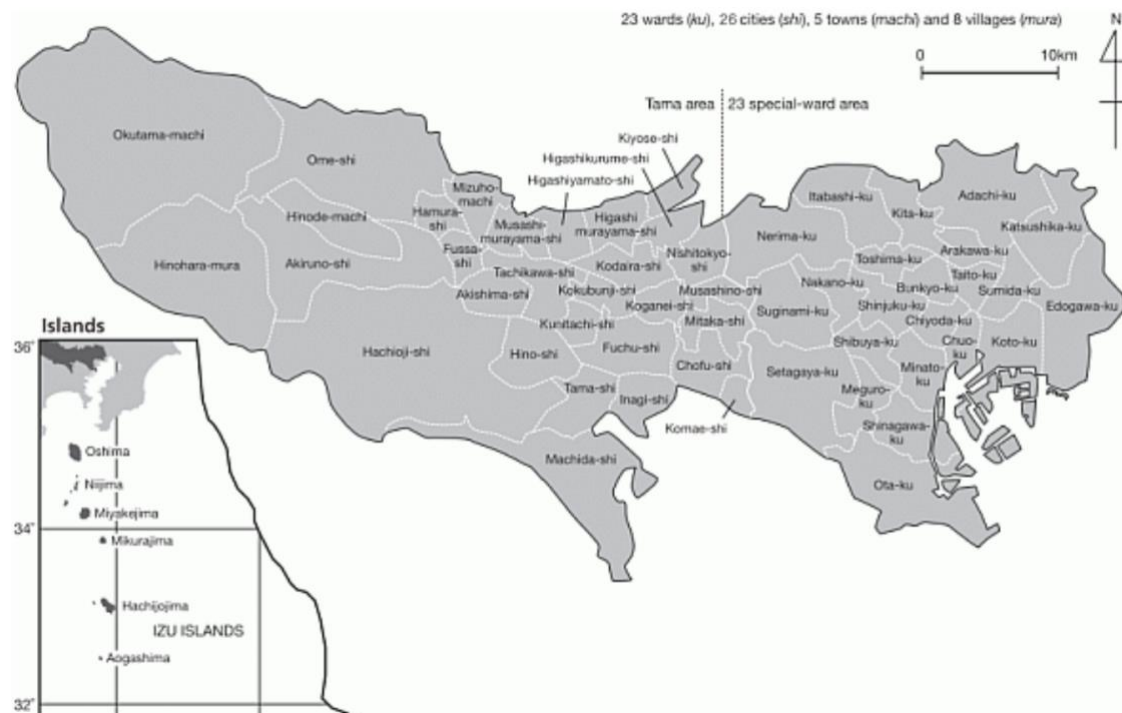 23 wards (ku), 26 cities (shi), 5 towns (machi) and 8 villages (mura)
N
0 10km
Tama area 23 special-ward area
Kiyose-shi
Okutama-machi
Ome-shi
Higashikurume-shi
Higashiyamato-shi
Mizuho-
machi
Itabashi-ku
Adachi-ku
Hinode-machi
Hamura-
shi
Musashi-
murayama-shi
Higashi
murayama-shi
Kita-ku
Katsushika-ku
Nerima-ku
Fussa-
shi
Nishitokyo-
shi
Arakawa-ku
Hinohara-mura
Akiruno-shi
Tachikawa-shi
Kodaira-shi
Toshima-ku
Taito-ku
Akishima-shi
Kokubunji-shi
Musashino-shi
Nakano-ku
Bunkyo-ku
Sumida-ku
Koganei-shi
Suginami-ku
Shinjuku-ku
Edogawa-ku
Islands
Kunitachi-shi
Mitaka-shi
Chiyoda-ku
36°
Hachioji-shi
Hino-shi
Fuchu-shi
Shibuya-ku
Chuo-
ku
Koto-ku
Chofu-shi
Setagaya-ku
Minato-
ku
Tama-shi
Inagi-shi
Meguro-
ku
Komae-shi
Shinagawa-
ku
Oshima
Machida-shi
Niijima
Ota-ku
Miyakejima
34°
Mikurajima
Hachijojima
IZU ISLANDS
Aogashima
32°